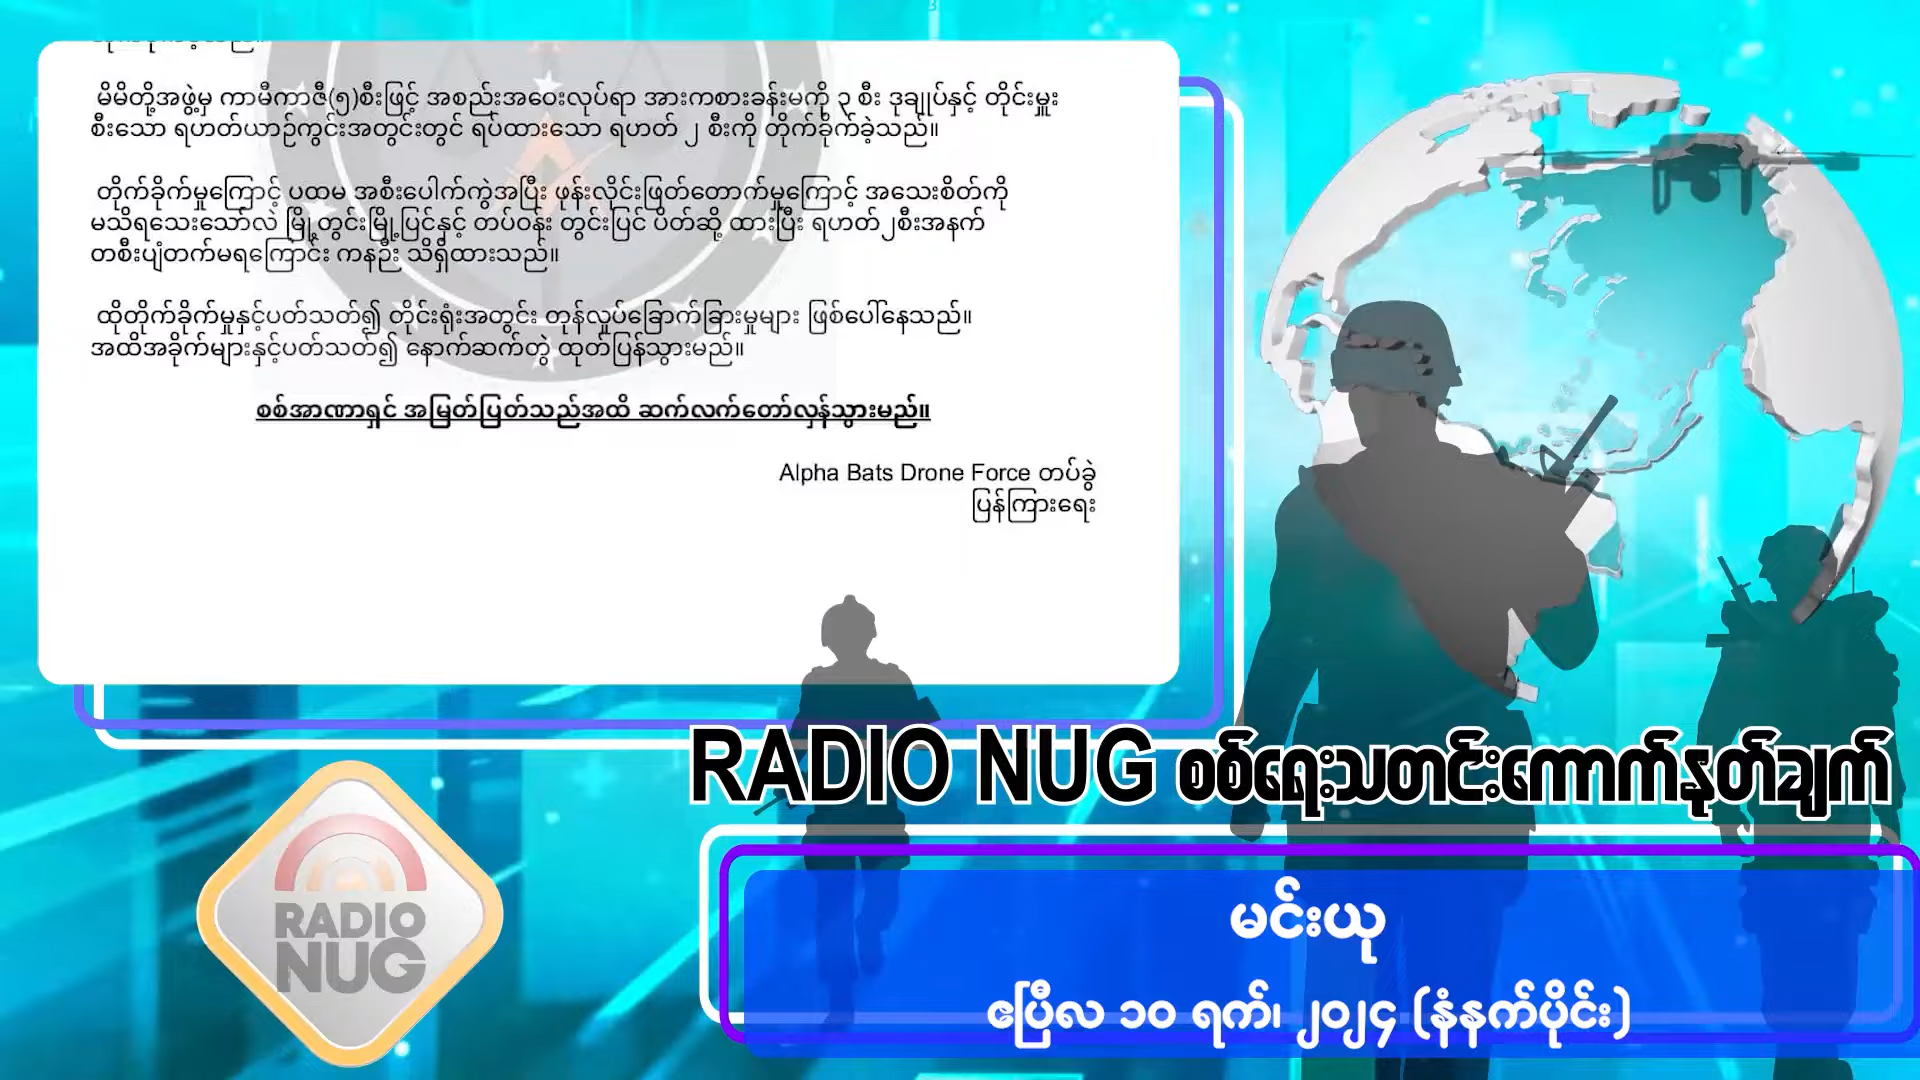 မိမိတို့အဖွဲ့မှ ကာမီကာဇီ(၅)စီးဖြင့် အစည်းအဝေးလုပ်ရာ အားကစားခန်းမကို ၃ စီး ဒုချုပ်နှင့် တိုင်းမှူး
စီးသော ရဟတ်ယာဉ်ကွင်းအတွင်းတွင် ရပ်ထားသော ရဟတ် ၂ စီးကို တိုက်ခိုက်ခဲ့သည်။
တိုက်ခိုက်မှုကြောင့် ပထမ အစီးပေါက်ကွဲအပြီး ဖုန်းလိုင်းဖြတ်တောက်မှုကြောင့် အသေးစိတ်ကို
မသိရသေးသော်လဲ မြို့တွင်းမြို့ပြင်နှင့် တပ်ဝန်း တွင်းပြင် ပိတ်ဆို့ ထားပြီး ရဟတ်၂စီးအနက်
တစီးပျံတက်မရကြောင်း ကနဦး သိရှိထားသည်။
ထိုတိုက်ခိုက်မှုနှင့်ပတ်သတ်၍ တိုင်းရုံးအတွင်း တုန်လှုပ်ခြောက်ခြားမှုများ ဖြစ်ပေါ်နေသည်။
အထိအခိုက်များနှင့်ပတ်သတ်၍ နောက်ဆက်တွဲ ထုတ်ပြန်သွားမည်။
စစ်အာဏာရှင် အမြတ်ပြတ်သည်အထိ ဆက်လက်တော်လှန်သွားမည်။
Alpha Bats Drone Force တပ်ခွဲ
ပြန်ကြားရေး
RADIO NUG စစ်ရေးသတင်းကောက်နုတ်ချက်
RADIO
NUG
မင်းယု
ဧပြီလ ၁၀ ရက်၊ ၂၀၂၄ (နံနက်ပိုင်း)